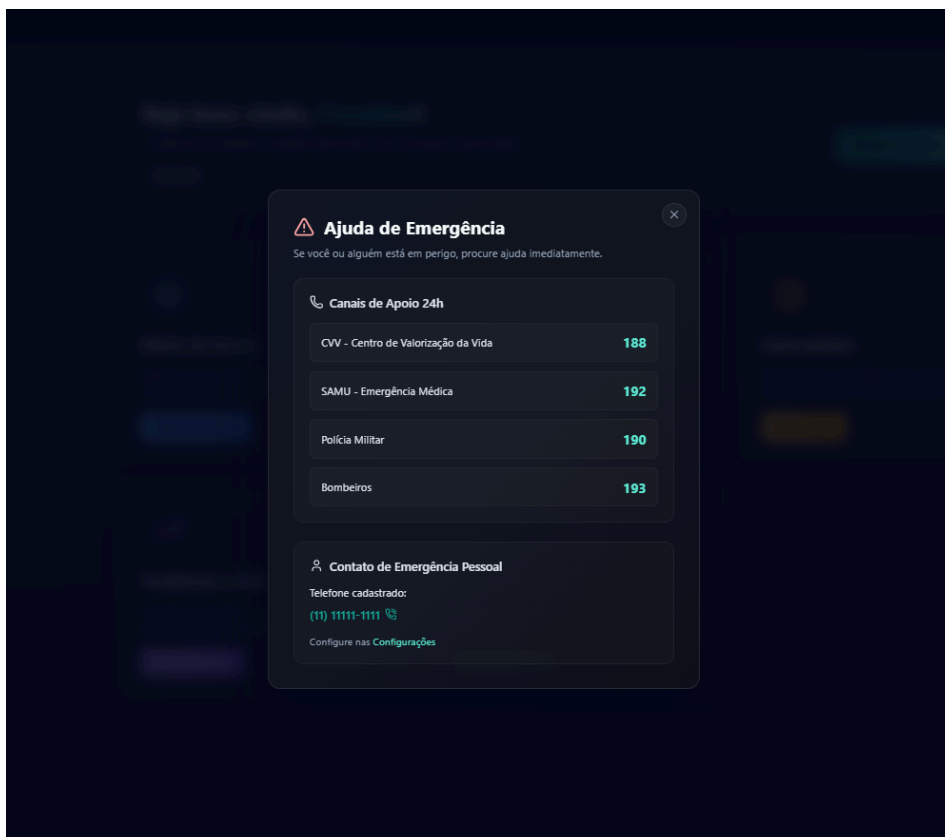 Ajuda de Emergência
Se você ou alguém está em perigo, procure ajuda imediatamente.
Canais de Apoio 24h
CVV - Centro de Valorização da Vida 188
SAMU - Emergência Médica 192
Polícia Militar 190
Bombeiros 193
Contato de Emergência Pessoal
Telefone cadastrado:
(11) 11111-1111
Configure nas Configurações